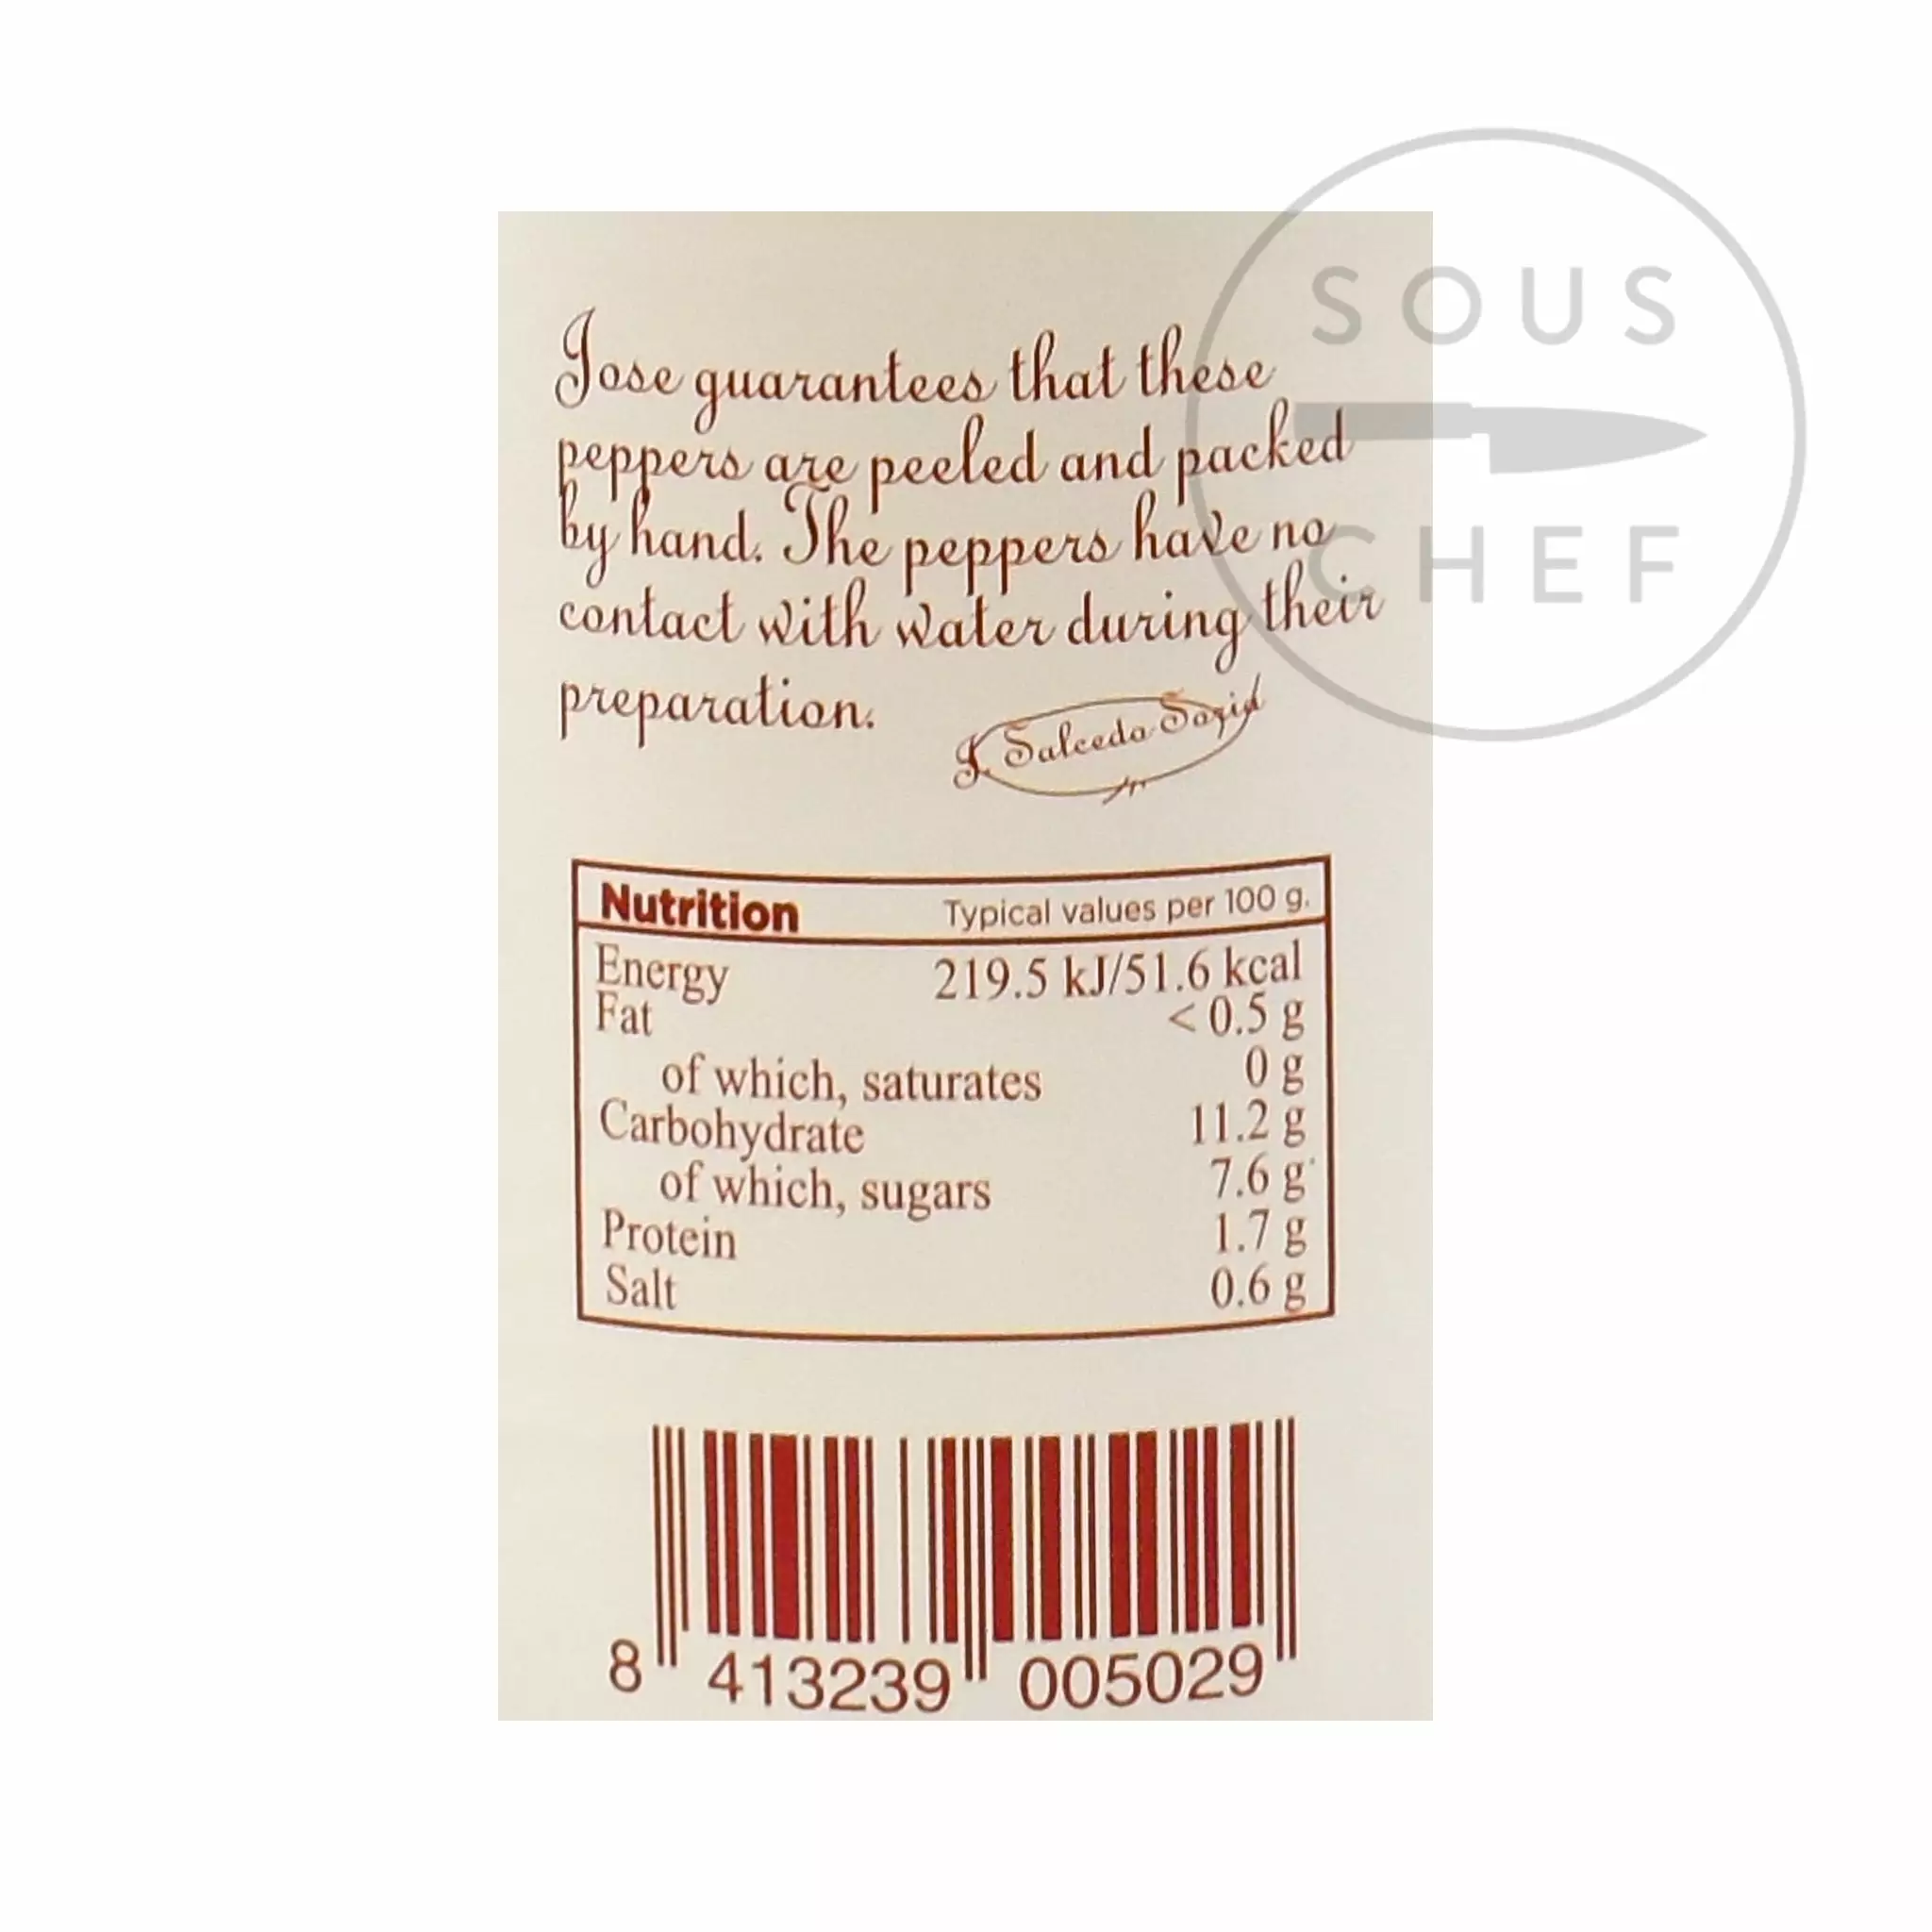 Jose guarantees that these
peppers are peeled and packed
by hand. The peppers have no
contact with water during their
preparation.
J. Salcedo Sozid
Nutrition Typical values per 100 g.
Energy 219.5 kJ/51.6 kcal
Fat < 0.5 g
of which, saturates 0 g
Carbohydrate 11.2 g
of which, sugars 7.6 g
Protein 1.7 g
Salt 0.6 g
8 413239 005029
SOUS
CHEF